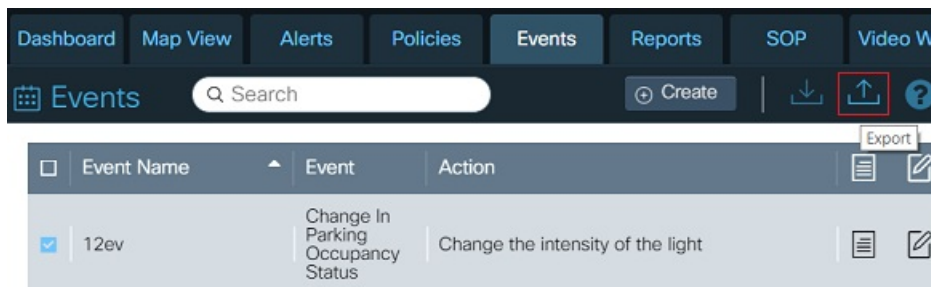 Dashboard Map View Alerts Policies Events Reports SOP Video W
Events Search Create ?
Export
Event Name Event Action
12ev Change In Parking Occupancy Status Change the intensity of the light